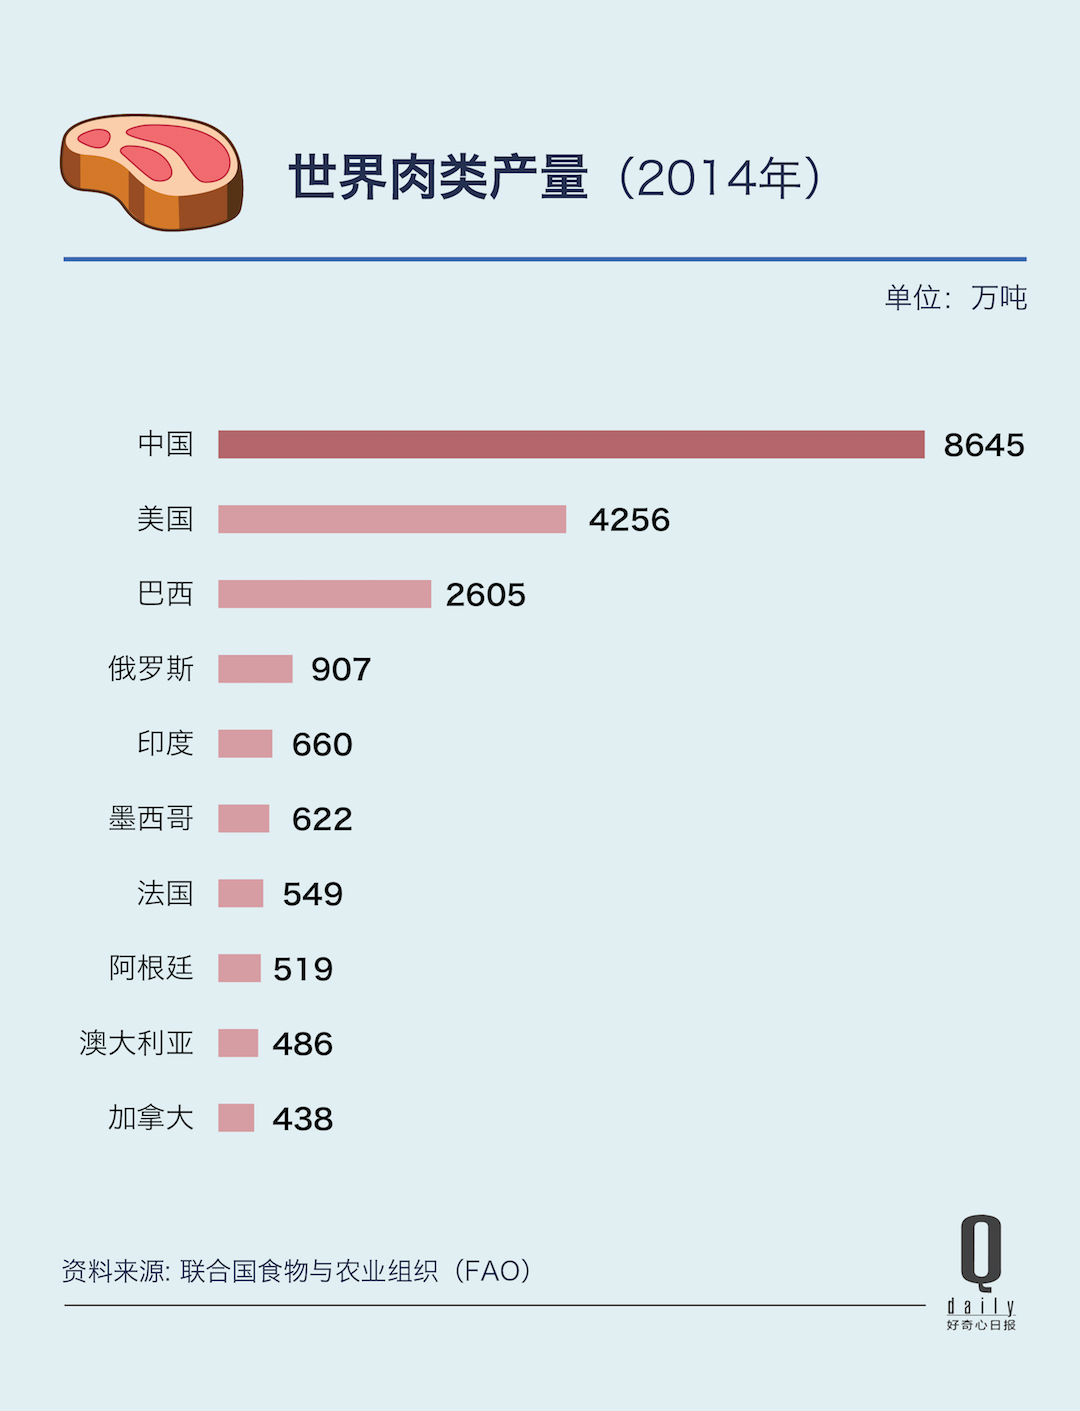 世界肉类产量（2014年）
单位：万吨
中国 8645
美国 4256
巴西 2605
俄罗斯 907
印度 660
墨西哥 622
法国 549
阿根廷 519
澳大利亚 486
加拿大 438
资料来源: 联合国食物与农业组织（FAO）
Q
daily
好奇心日报